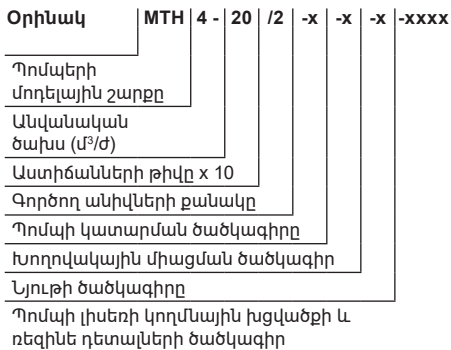 Օրինակ MTH 4 - 20 /2 -x -x -x -xxxx
Պոմպերի
մոդելային շարքը
Անվանական
ծախս (մ³/ժ)
Աստիճանների թիվը x 10
Գործող անիվների քանակը
Պոմպի կատարման ծածկագիրը
Խողովակային միացման ծածկագիր
Նյութի ծածկագիրը
Պոմպի լիսեռի կողմնային խցվածքի և
ռեզինե դետալների ծածկագիր